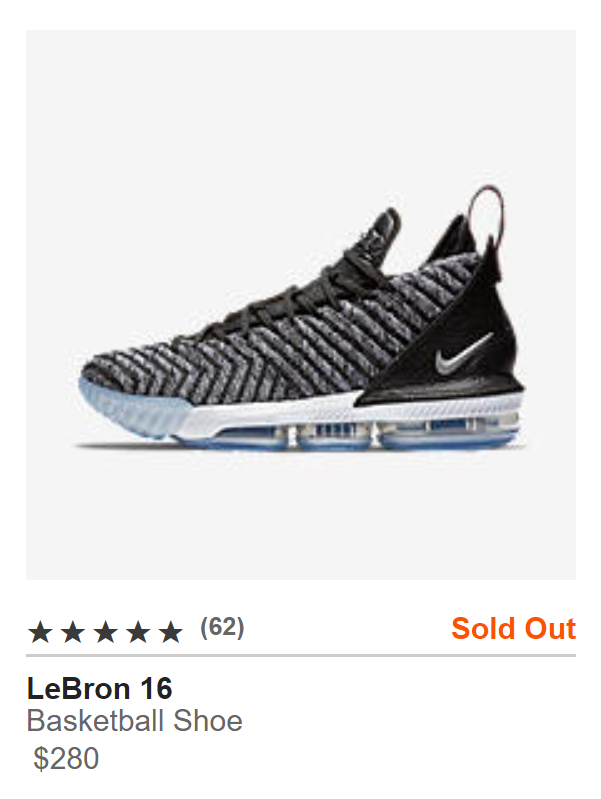 ★★★★★ (62)
Sold Out
LeBron 16
Basketball Shoe
$280